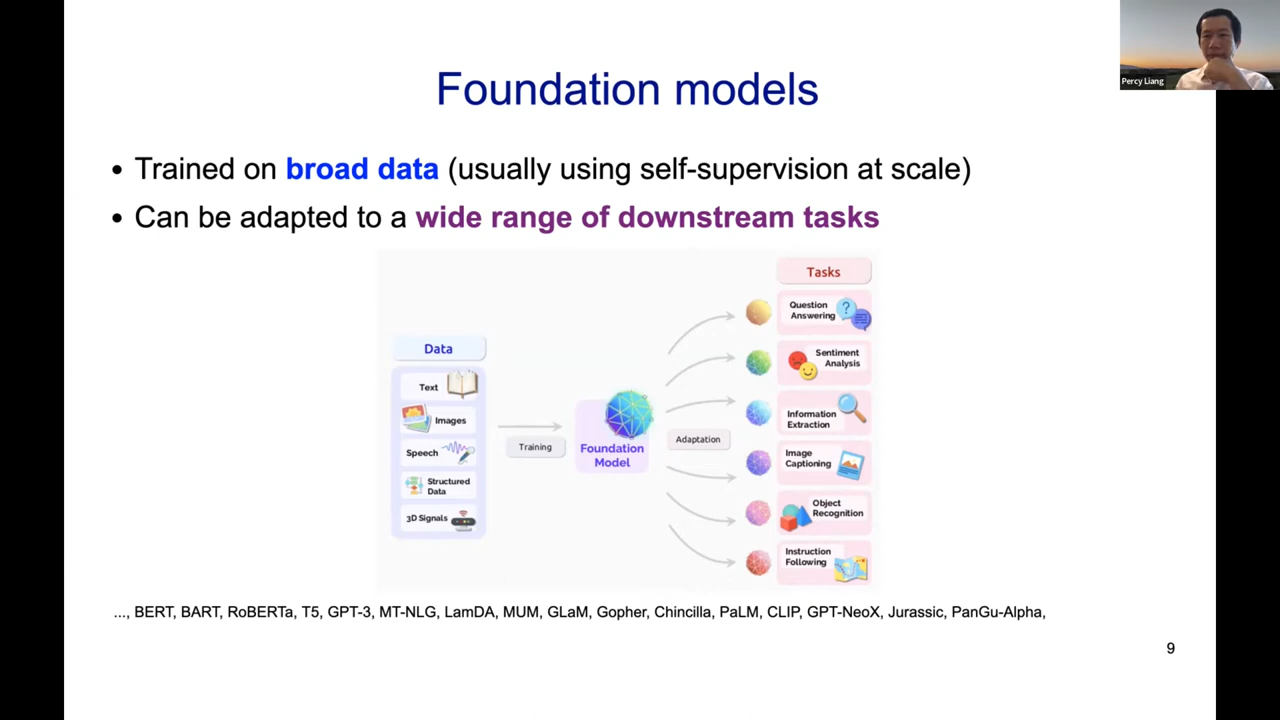 Percy Liang
Foundation models
• Trained on broad data (usually using self-supervision at scale)
• Can be adapted to a wide range of downstream tasks
Data
Text
Images
Speech
Structured
Data
3D Signals
Training
Foundation
Model
Adaptation
Tasks
Question
Answering
?
Sentiment
Analysis
Information
Extraction
Image
Captioning
Object
Recognition
Instruction
Following
..., BERT, BART, RoBERTa, T5, GPT-3, MT-NLG, LamDA, MUM, GLaM, Gopher, Chincilla, PaLM, CLIP, GPT-NeoX, Jurassic, PanGu-Alpha,
9